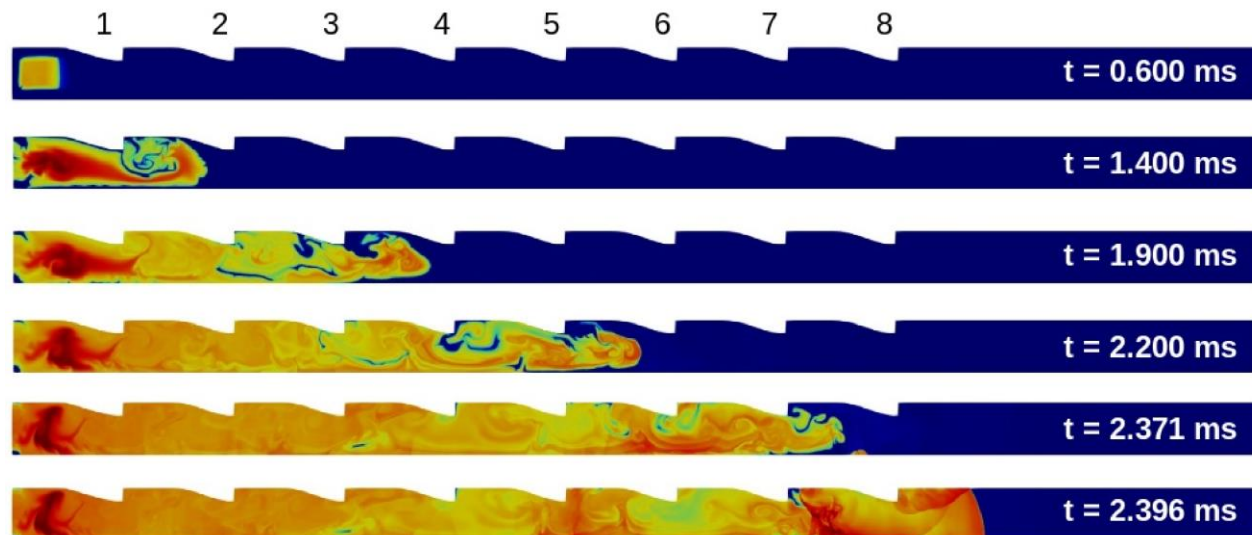 1 2 3 4 5 6 7 8
t = 0.600 ms
t = 1.400 ms
t = 1.900 ms
t = 2.200 ms
t = 2.371 ms
t = 2.396 ms